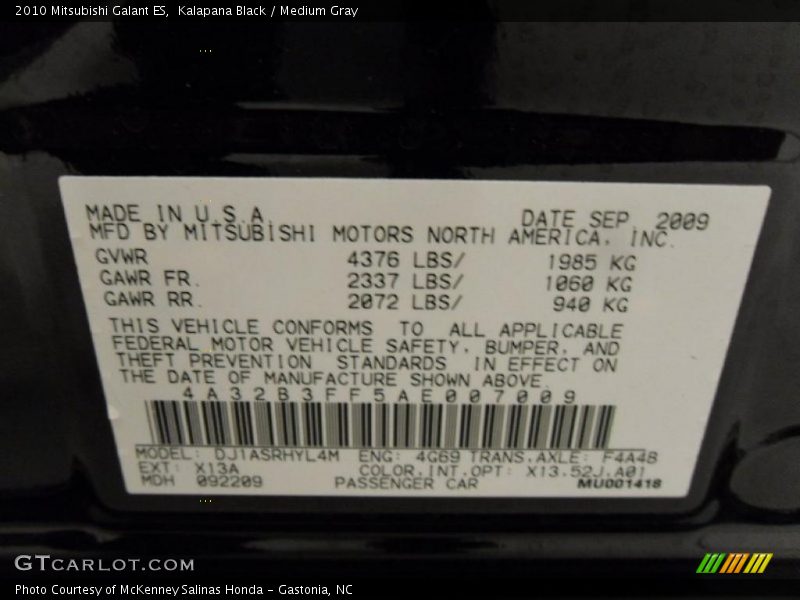 2010 Mitsubishi Galant ES,  Kalapana Black / Medium Gray
MADE IN U.S.A. DATE SEP 2009
MFD BY MITSUBISHI MOTORS NORTH AMERICA, INC.
GVWR 4376 LBS/ 1985 KG
GAWR FR. 2337 LBS/ 1060 KG
GAWR RR. 2072 LBS/ 940 KG
THIS VEHICLE CONFORMS TO ALL APPLICABLE
FEDERAL MOTOR VEHICLE SAFETY, BUMPER, AND
THEFT PREVENTION STANDARDS IN EFFECT ON
THE DATE OF MANUFACTURE SHOWN ABOVE.
4A32B3FF5AE007009
MODEL: DJ1ASRHYL4M ENG: 4G69 TRANS.AXLE: F4A48
EXT: X13A COLOR.INT.OPT: X13.52J.A01
MDH 092209 PASSENGER CAR MU001418
GTCARLOT.COM
Photo Courtesy of McKenney Salinas Honda - Gastonia, NC